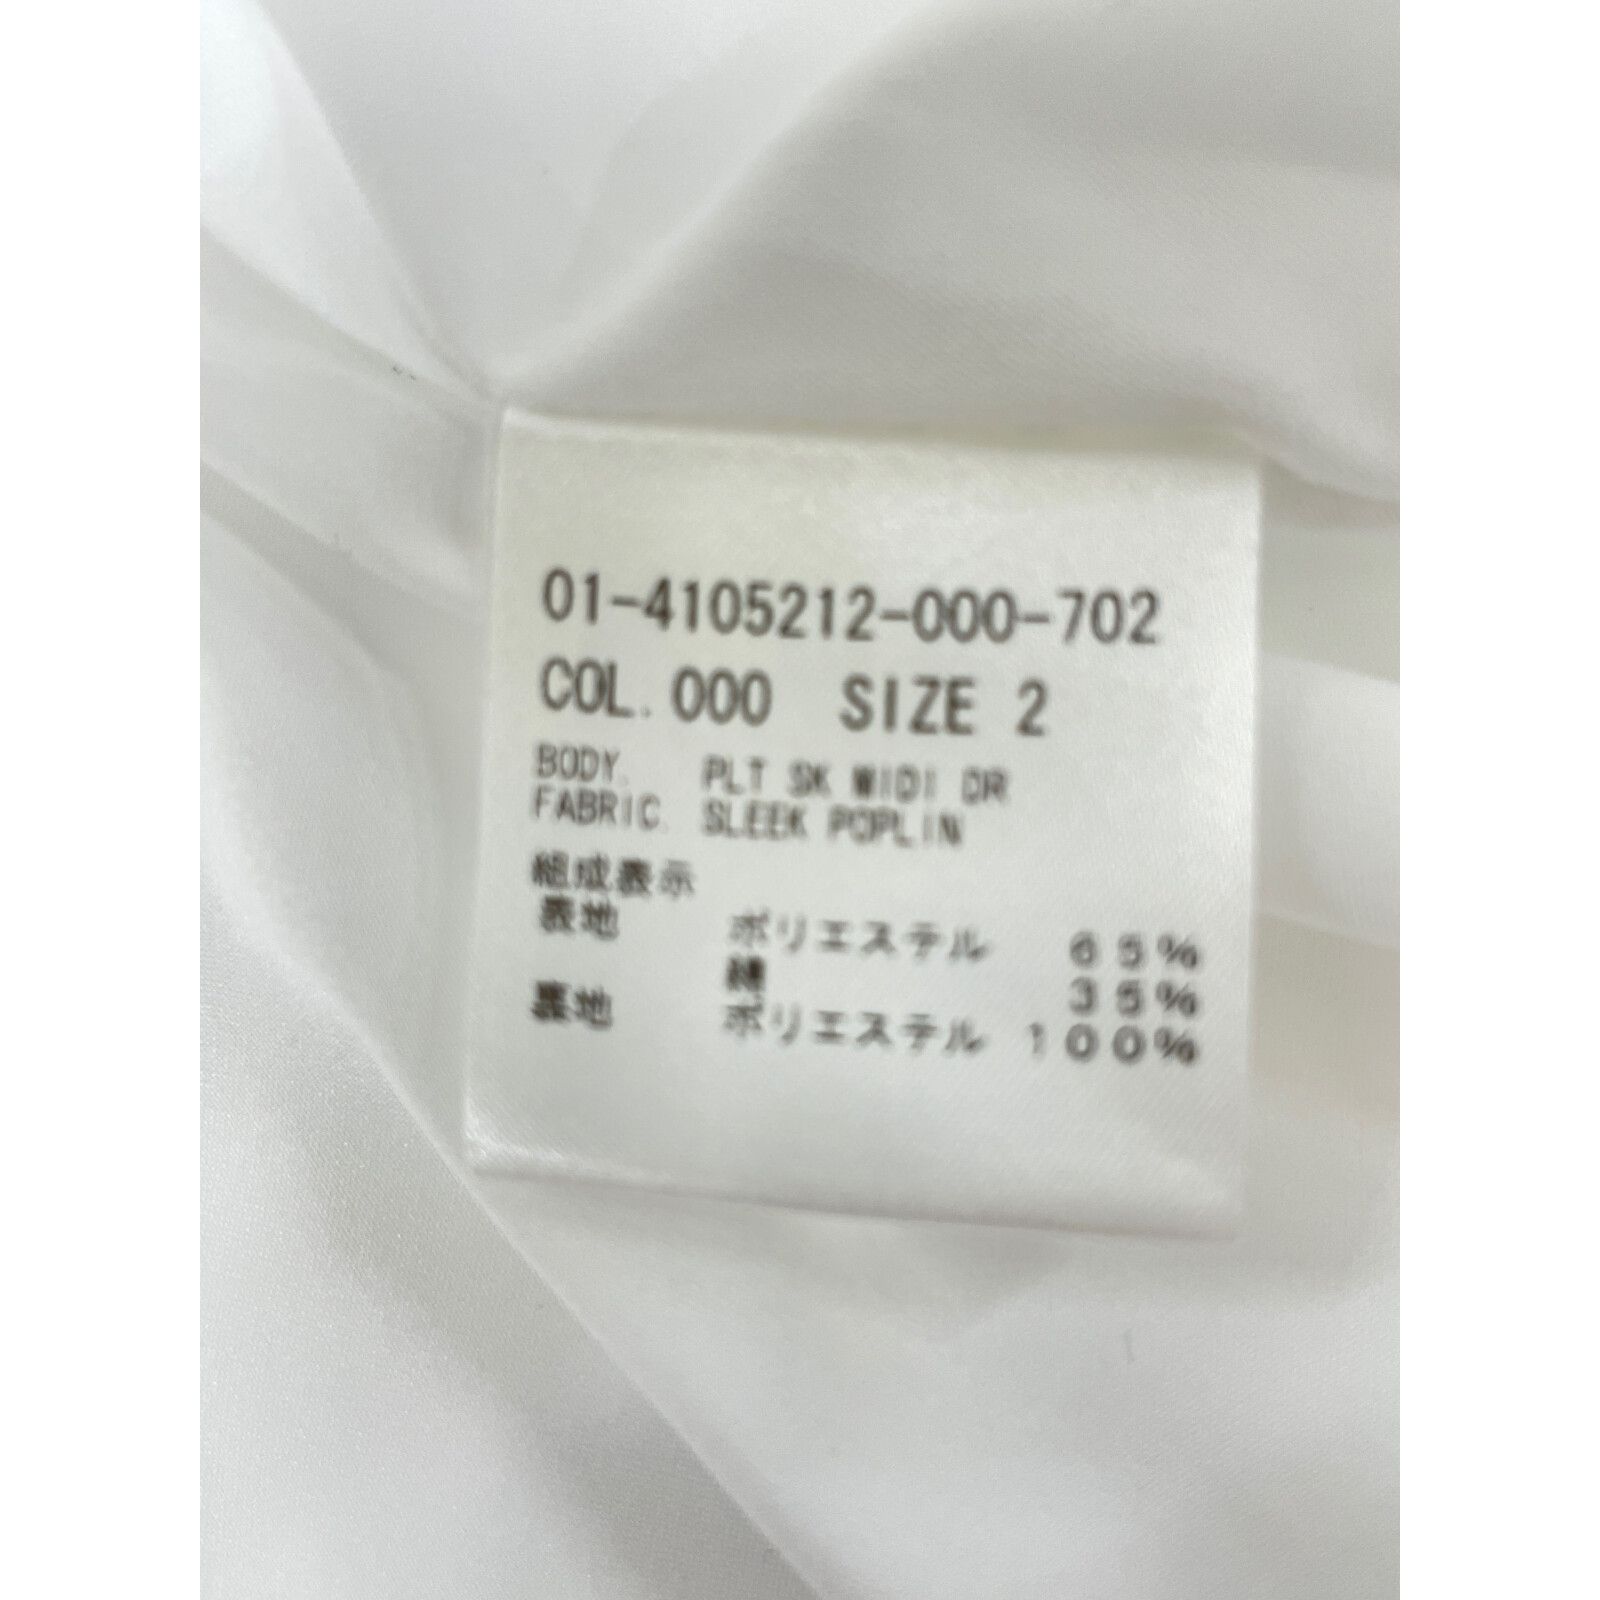 01-4105212-000-702
COL. 000 SIZE 2
BODY. PLT SK WIDI DR
FABRIC. SLEEK POPLIN
組成表示
表地 ポリエステル 65%
綿 35%
裏地 ポリエステル 100%